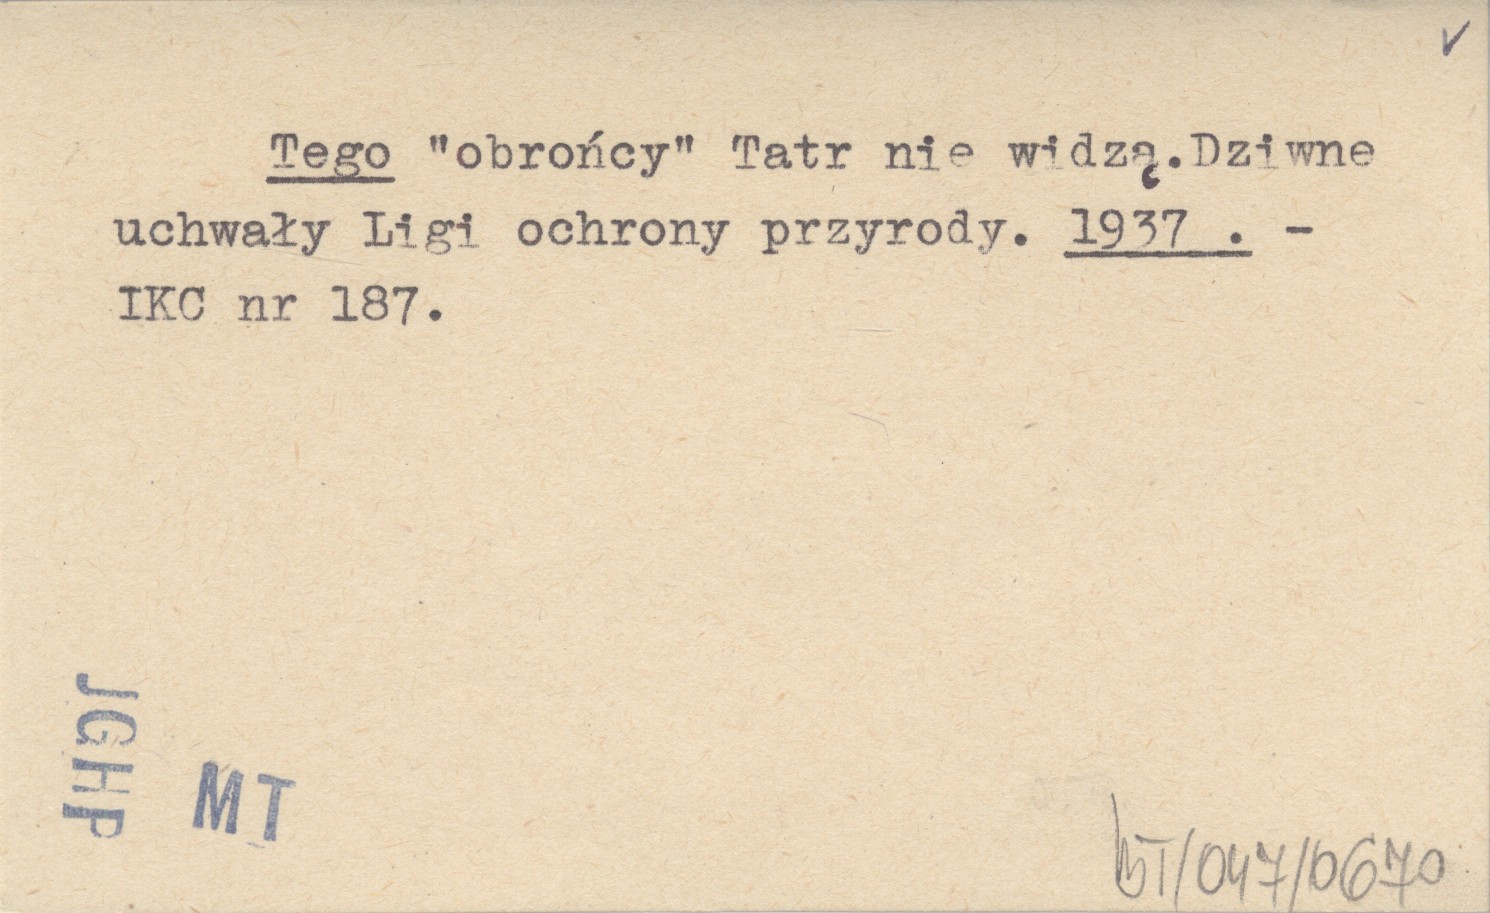 Tego "obrońcy" Tatr nie widzą.Dziwne
uchwały Ligi ochrony przyrody. 1937 . -
IKC nr 187.
JGHP
MT
BT/047/0670